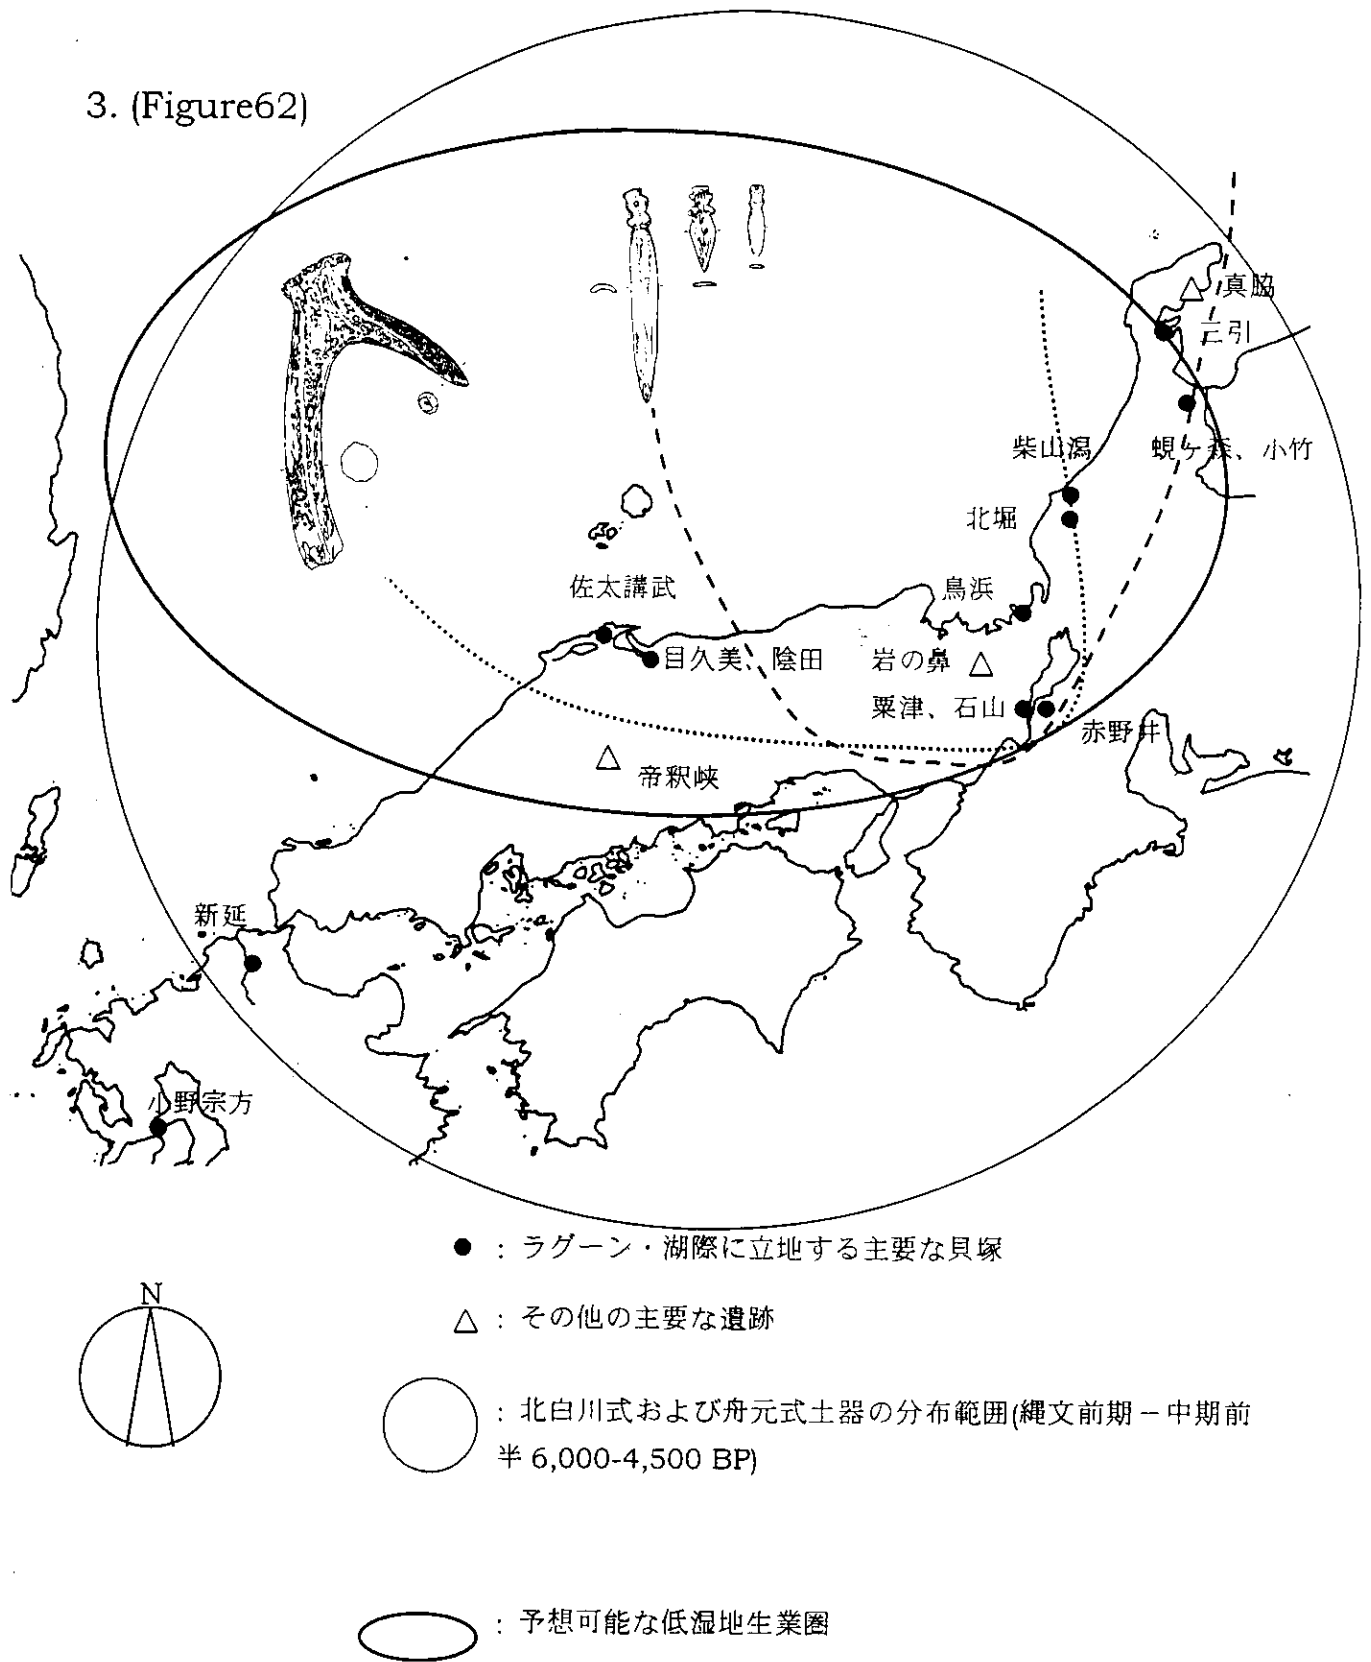 3. (Figure62)
真脇
三引
柴山潟
蜆ヶ森、小竹
北堀
佐太講武
鳥浜
目久美、陰田
岩の鼻
粟津、石山
赤野井
帝釈峡
新延
小野宗方
● : ラグーン・湖際に立地する主要な貝塚
N
△ : その他の主要な遺跡
: 北白川式および舟元式土器の分布範囲(縄文前期 – 中期前
半 6,000-4,500 BP)
: 予想可能な低湿地生業圏